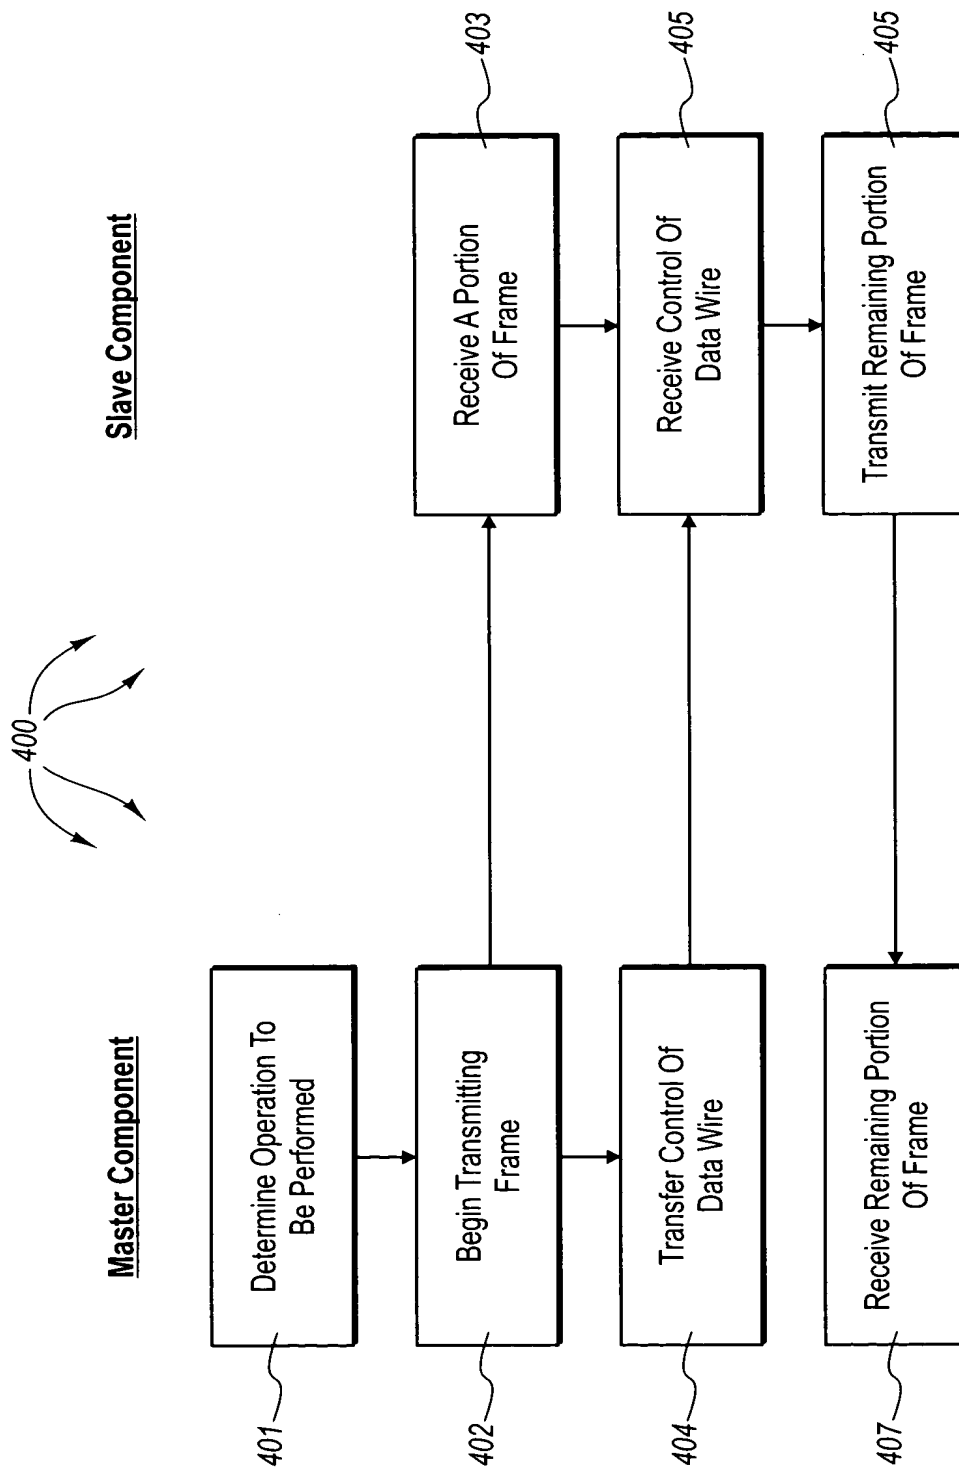 400
Master Component
Slave Component
401
Determine Operation To
Be Performed
402
Begin Transmitting
Frame
403
Receive A Portion
Of Frame
404
Transfer Control Of
Data Wire
405
Receive Control Of
Data Wire
407
Receive Remaining Portion
Of Frame
405
Transmit Remaining Portion
Of Frame